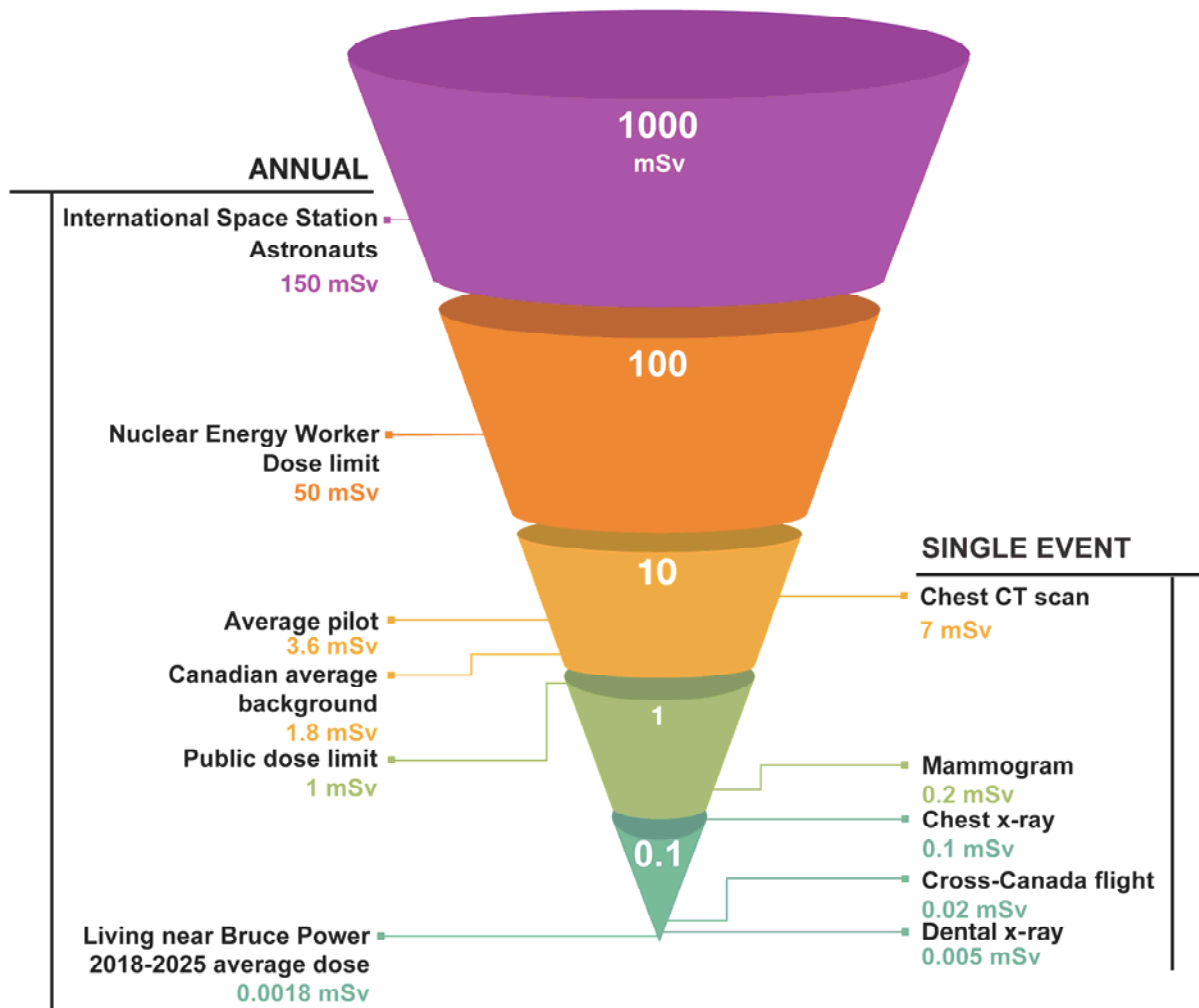 1000
mSv
ANNUAL
International Space Station
Astronauts
150 mSv
100
Nuclear Energy Worker
Dose limit
50 mSv
10
SINGLE EVENT
Chest CT scan
7 mSv
Average pilot
3.6 mSv
Canadian average
background
1.8 mSv
1
Public dose limit
1 mSv
Mammogram
0.2 mSv
Chest x-ray
0.1 mSv
0.1
Cross-Canada flight
0.02 mSv
Dental x-ray
0.005 mSv
Living near Bruce Power
2018-2025 average dose
0.0018 mSv